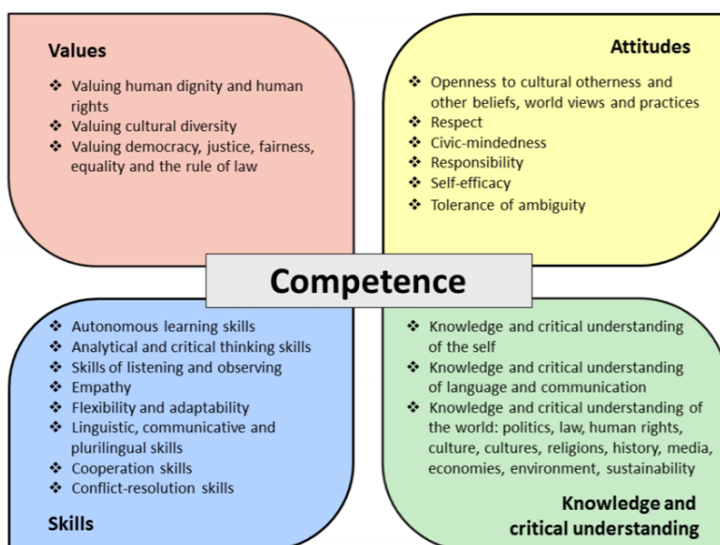 Values
❖ Valuing human dignity and human
rights
❖ Valuing cultural diversity
❖ Valuing democracy, justice, fairness,
equality and the rule of law
Attitudes
❖ Openness to cultural otherness and
other beliefs, world views and practices
❖ Respect
❖ Civic-mindedness
❖ Responsibility
❖ Self-efficacy
❖ Tolerance of ambiguity
Competence
❖ Autonomous learning skills
❖ Analytical and critical thinking skills
❖ Skills of listening and observing
❖ Empathy
❖ Flexibility and adaptability
❖ Linguistic, communicative and
plurilingual skills
❖ Cooperation skills
❖ Conflict-resolution skills
Skills
❖ Knowledge and critical understanding
of the self
❖ Knowledge and critical understanding
of language and communication
❖ Knowledge and critical understanding of
the world: politics, law, human rights,
culture, cultures, religions, history, media,
economies, environment, sustainability
Knowledge and
critical understanding